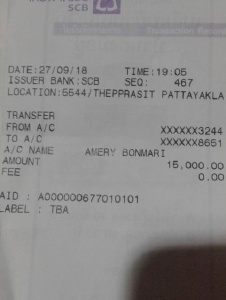 SCB
DATE:27/09/18 TIME:19:05
ISSUER BANK:SCB SEQ: 467
LOCATION:5544/THEPPRASIT PATTAYAKLA
TRANSFER
FROM A/C XXXXXX3244
TO A/C XXXXXX8651
A/C NAME AMERY BONMARI
AMOUNT 15,000.00
FEE 0.00
AID : A000000677010101
LABEL : TBA